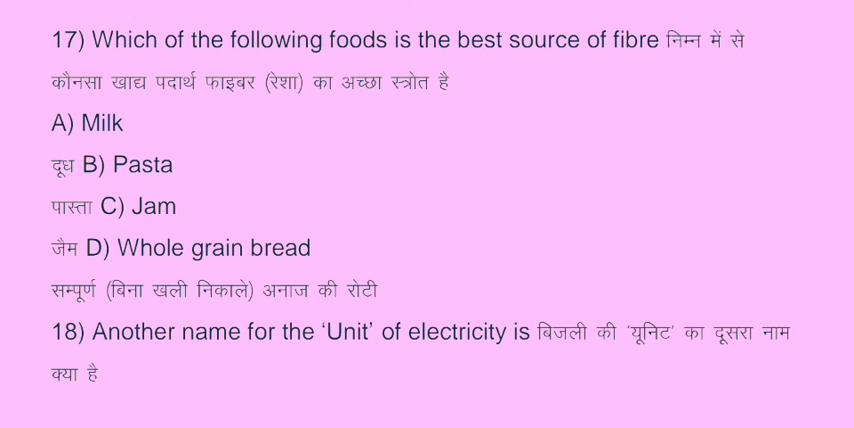 17) Which of the following foods is the best source of fibre निम्न में से
कौनसा खाद्य पदार्थ फाइबर (रेशा) का अच्छा स्त्रोत है
A) Milk
दूध B) Pasta
पास्ता C) Jam
जैम D) Whole grain bread
सम्पूर्ण (बिना खली निकाले) अनाज की रोटी
18) Another name for the ‘Unit’ of electricity is बिजली की ‘यूनिट’ का दूसरा नाम
क्या है